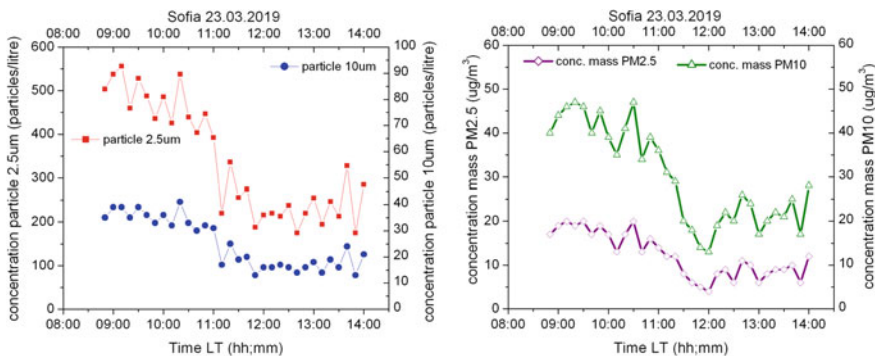 Sofia 23.03.2019
08:00 09:00 10:00 11:00 12:00 13:00 14:00
600
500
400
300
200
100
0
concentration particle 2.5um (particles/litre)
particle 10um
particle 2.5um
100
90
80
70
60
50
40
30
20
10
0
concentration particle 10um (particles/litre)
08:00 09:00 10:00 11:00 12:00 13:00 14:00
Time LT (hh;mm)
Sofia 23.03.2019
08:00 09:00 10:00 11:00 12:00 13:00 14:00
60
50
40
30
20
10
0
concentration mass PM2.5 (ug/m³)
conc. mass PM2.5
conc. mass PM10
60
50
40
30
20
10
0
concentration mass PM10 (ug/m³)
08:00 09:00 10:00 11:00 12:00 13:00 14:00
Time LT (hh;mm)